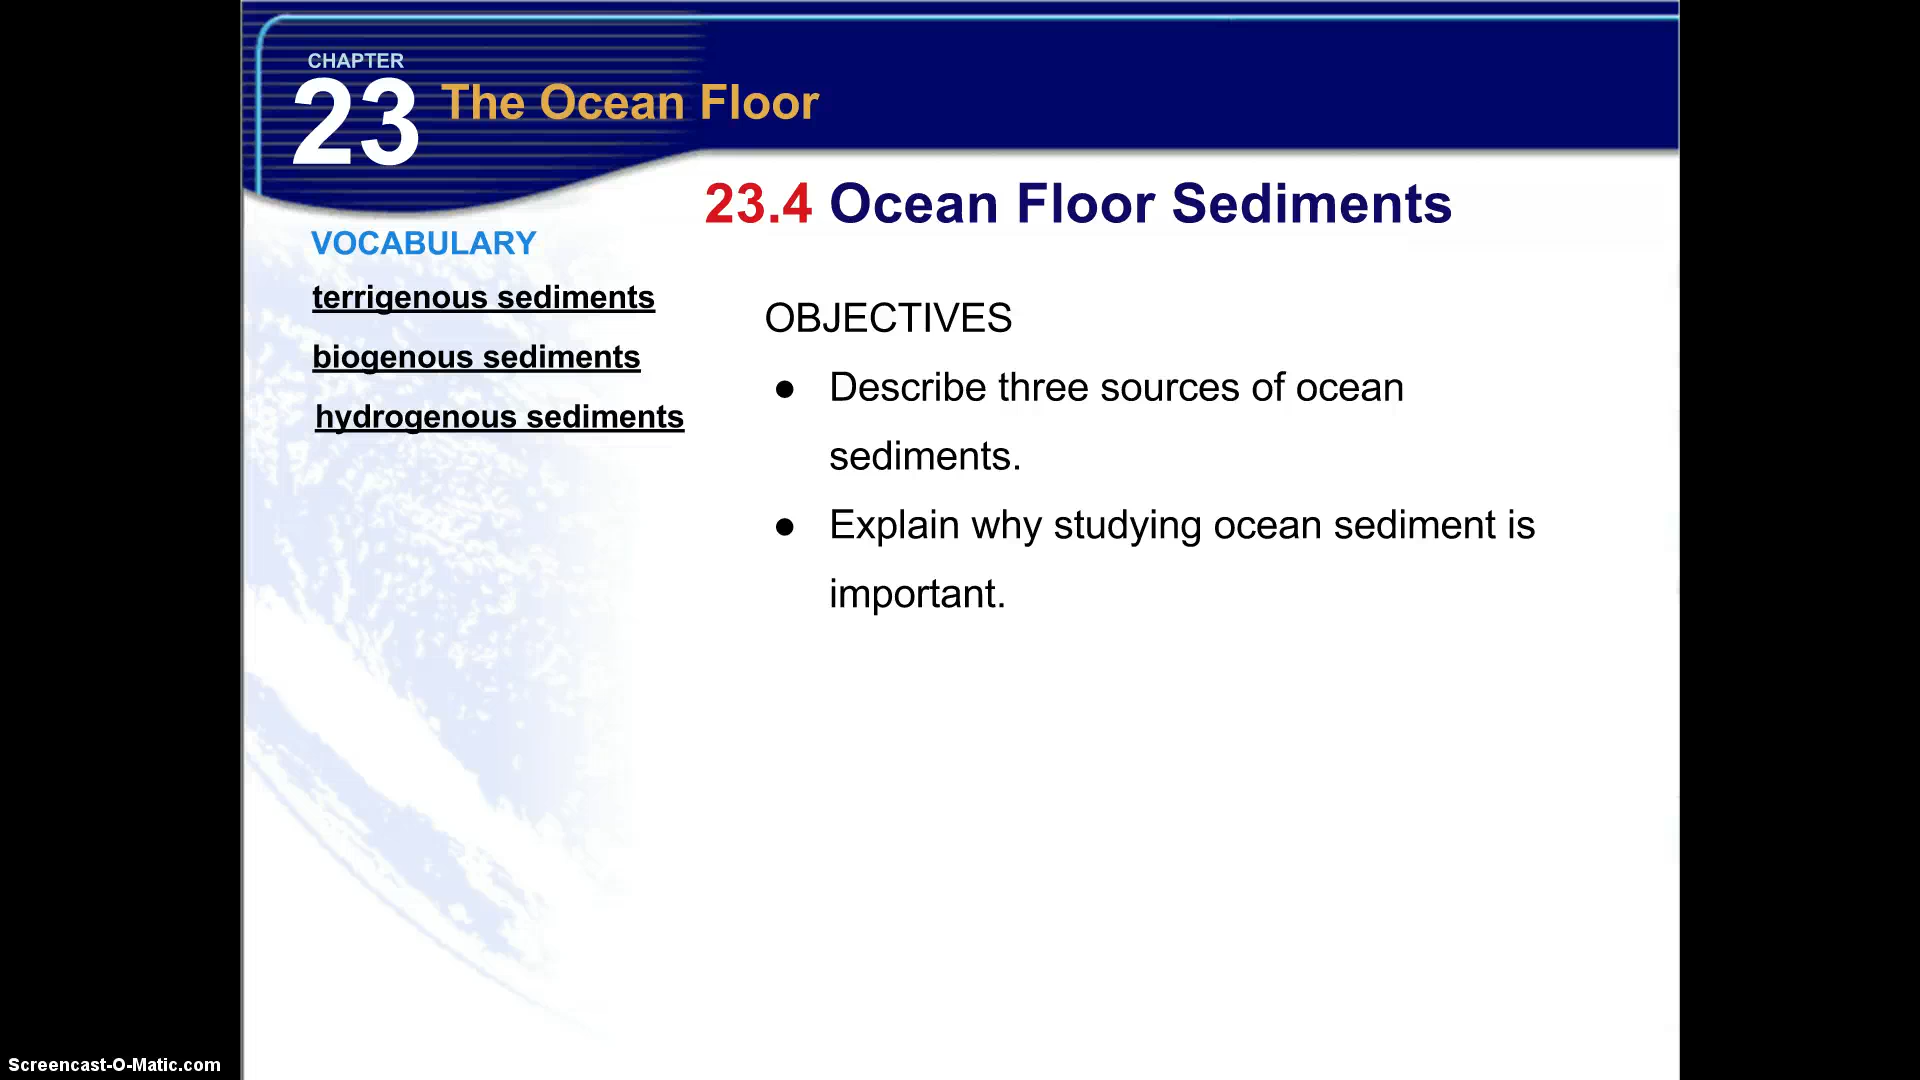 CHAPTER
23
The Ocean Floor
23.4 Ocean Floor Sediments
VOCABULARY
terrigenous sediments
biogenous sediments
hydrogenous sediments
OBJECTIVES
● Describe three sources of ocean
sediments.
● Explain why studying ocean sediment is
important.
Screencast-O-Matic.com